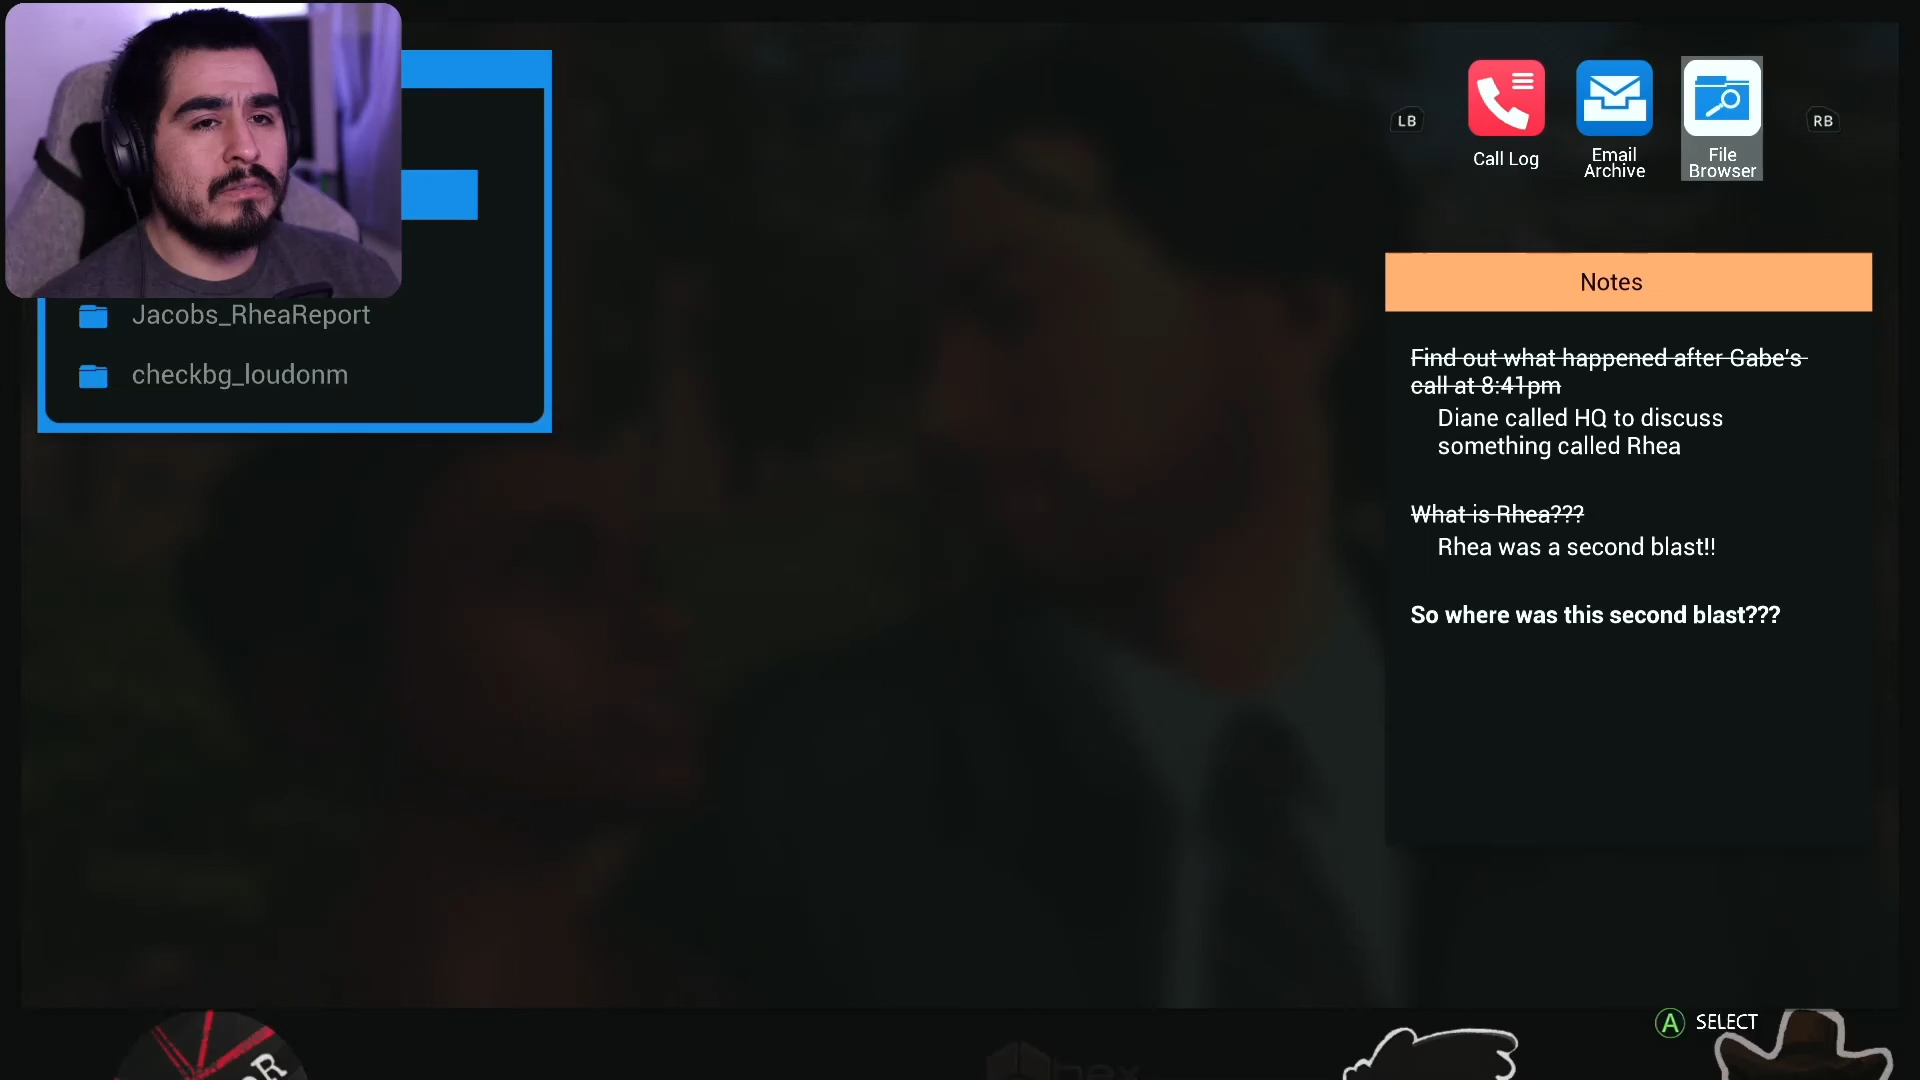 LB
Call Log
Email
Archive
File
Browser
RB
Jacobs_RheaReport
checkbg_loudonm
Notes
Find out what happened after Gabe's
call at 8:41pm
Diane called HQ to discuss
something called Rhea
What is Rhea???
Rhea was a second blast!!
So where was this second blast???
A SELECT
hex